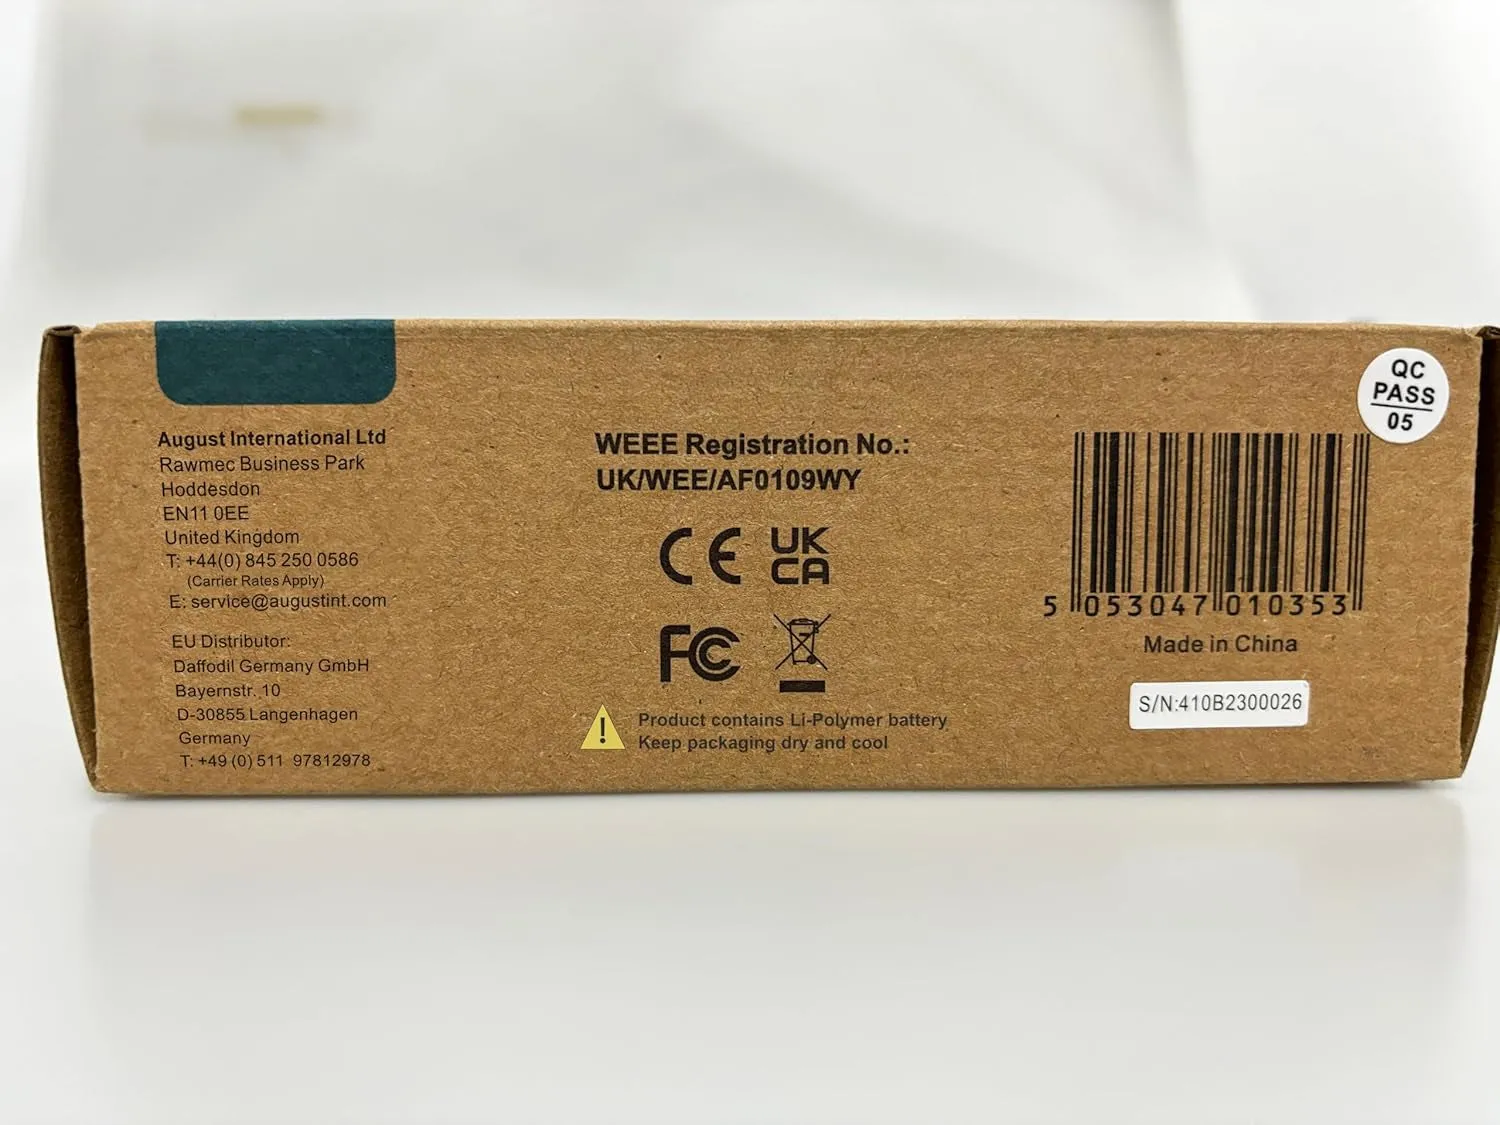 August International Ltd
Rawmec Business Park
Hoddesdon
EN11 0EE
United Kingdom
T: +44(0) 845 250 0586
(Carrier Rates Apply)
E: service@augustint.com
EU Distributor:
Daffodil Germany GmbH
Bayernstr. 10
D-30855 Langenhagen
Germany
T: +49 (0) 511 97812978
WEEE Registration No.:
UK/WEE/AF0109WY
CE UK
CA
FC
Product contains Li-Polymer battery
Keep packaging dry and cool
QC
PASS
05
5 053047 010353
Made in China
S/N:410B2300026